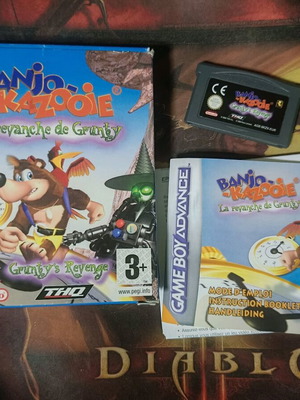 BANJO-
KAZOOIE
revanche de Grunty
Grunty's Revenge
THQ
3+
www.pegi.info
CE
BANJO-
KAZOOIE
GAME BOY ADVANCE
BANJO-
KAZOOIE
La revanche de Grunty
MODE D'EMPLOI
INSTRUCTION BOOKLET
HANDLEIDING
DIABLO